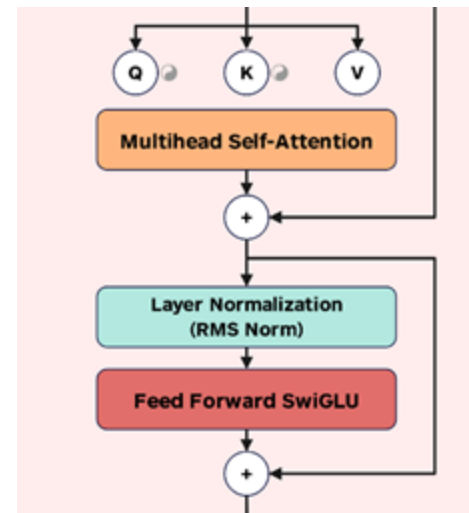 Q K V
Multihead Self-Attention
+
Layer Normalization
(RMS Norm)
Feed Forward SwiGLU
+